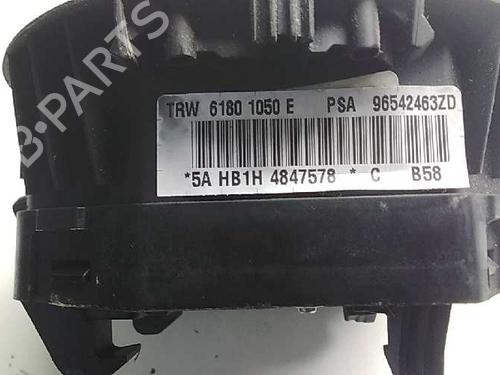 B-PARTS
TRW 6180 1050 E PSA 96542463ZD
*5A HB1H 4847578 * C B58